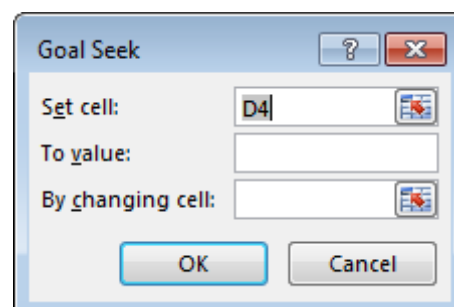 Goal Seek
Set cell: D4
To value:
By changing cell:
OK Cancel